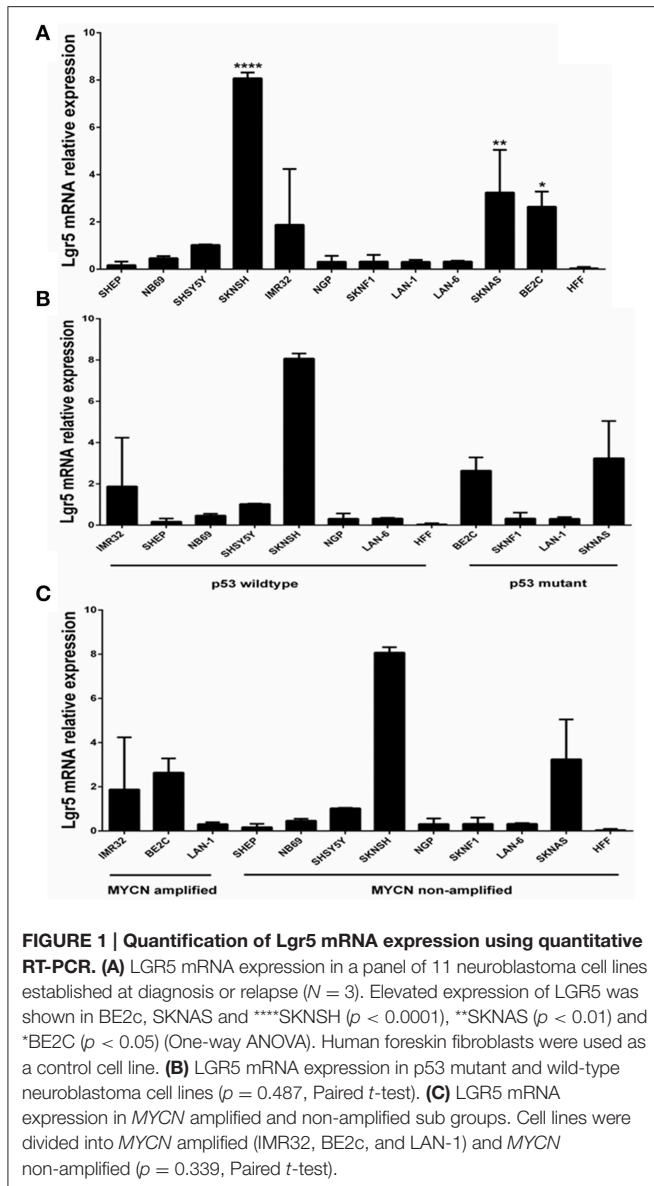 A
Lgr5 mRNA relative expression
10
8
6
4
2
0
****
**
*
SHEP
NB69
SHSY5Y
SKNSH
IMR32
NGP
SKNF1
LAN-1
LAN-6
SKNAS
BE2C
HFF
B
Lgr5 mRNA relative expression
10
8
6
4
2
0
IMR32
SHEP
NB69
SHSY5Y
SKNSH
NGP
LAN-6
HFF
BE2C
SKNF1
LAN-1
SKNAS
p53 wildtype
p53 mutant
C
Lgr5 mRNA relative expression
10
8
6
4
2
0
IMR32
BE2C
LAN-1
SHEP
NB69
SHSY5Y
SKNSH
NGP
SKNF1
LAN-6
SKNAS
HFF
MYCN amplified
MYCN non-amplified
FIGURE 1 | Quantification of Lgr5 mRNA expression using quantitative
RT-PCR. (A) LGR5 mRNA expression in a panel of 11 neuroblastoma cell lines
established at diagnosis or relapse (N = 3). Elevated expression of LGR5 was
shown in BE2c, SKNAS and ****SKNSH (p < 0.0001), **SKNAS (p < 0.01) and
*BE2C (p < 0.05) (One-way ANOVA). Human foreskin fibroblasts were used as
a control cell line. (B) LGR5 mRNA expression in p53 mutant and wild-type
neuroblastoma cell lines (p = 0.487, Paired t-test). (C) LGR5 mRNA
expression in MYCN amplified and non-amplified sub groups. Cell lines were
divided into MYCN amplified (IMR32, BE2c, and LAN-1) and MYCN
non-amplified (p = 0.339, Paired t-test).